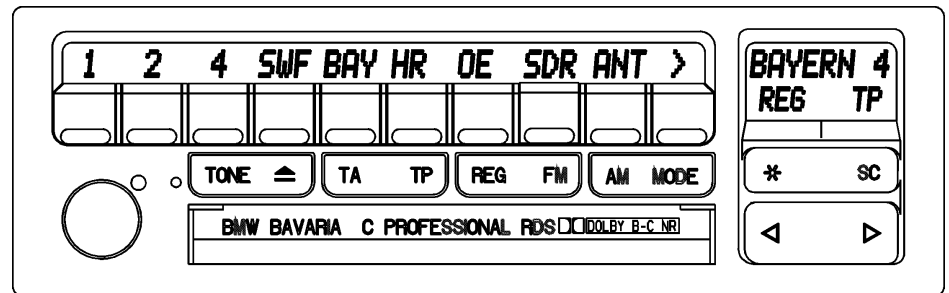 1 2 4 SWF BAY HR OE SDR ANT >
BAYERN 4
REG TP
TONE TA TP REG FM AM MODE
* SC
BMW BAVARIA C PROFESSIONAL RDS DOLBY B-C NR